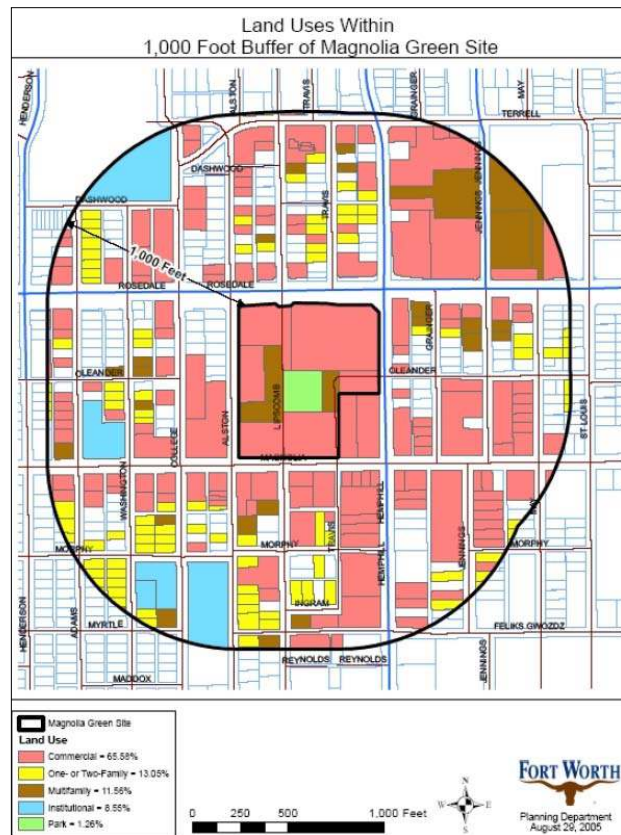 Land Uses Within
1,000 Foot Buffer of Magnolia Green Site
HENDERSON
ALSTON
TRAVIS
GRAINGER
MAY
TERRELL
DASHWOOD
DASHWOOD
TRAVIS
JENNINGS
JENNINGS
1,000 Feet
ROSEDALE
ROSEDALE
GRAINGER
OLEANDER
OLEANDER
LIPSCOMB
ALSTON
COLLEGE
ST LOUIS
MAGNOLIA
WASHINGTON
HEMPHILL
MAY
MORPHY
MORPHY
MORPHY
TRAVIS
HEMPHILL
JENNINGS
INGRAM
HENDERSON
ADAMS
MYRTLE
FELIKS GWOZDZ
REYNOLDS
REYNOLDS
MADDOX
JENNINGS
Magnolia Green Site
Land Use
Commercial = 65.58%
One- or Two-Family = 13.05%
Multifamily = 11.56%
Institutional = 8.56%
Park = 1.26%
0 250 500 1,000 Feet
N
W E
S
FORT WORTH
Planning Department
August 29, 2005